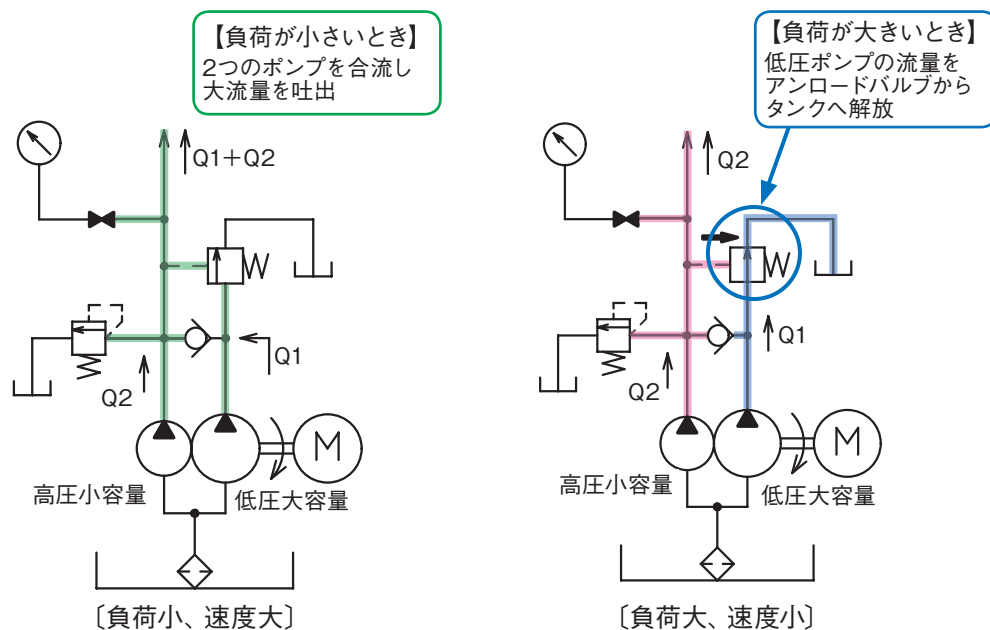 【負荷が小さいとき】
2つのポンプを合流し
大流量を吐出
Q1+Q2
Q1
Q2
M
高圧小容量
低圧大容量
〔負荷小、速度大〕
【負荷が大きいとき】
低圧ポンプの流量を
アンロードバルブから
タンクへ解放
Q2
Q1
Q2
M
高圧小容量
低圧大容量
〔負荷大、速度小〕